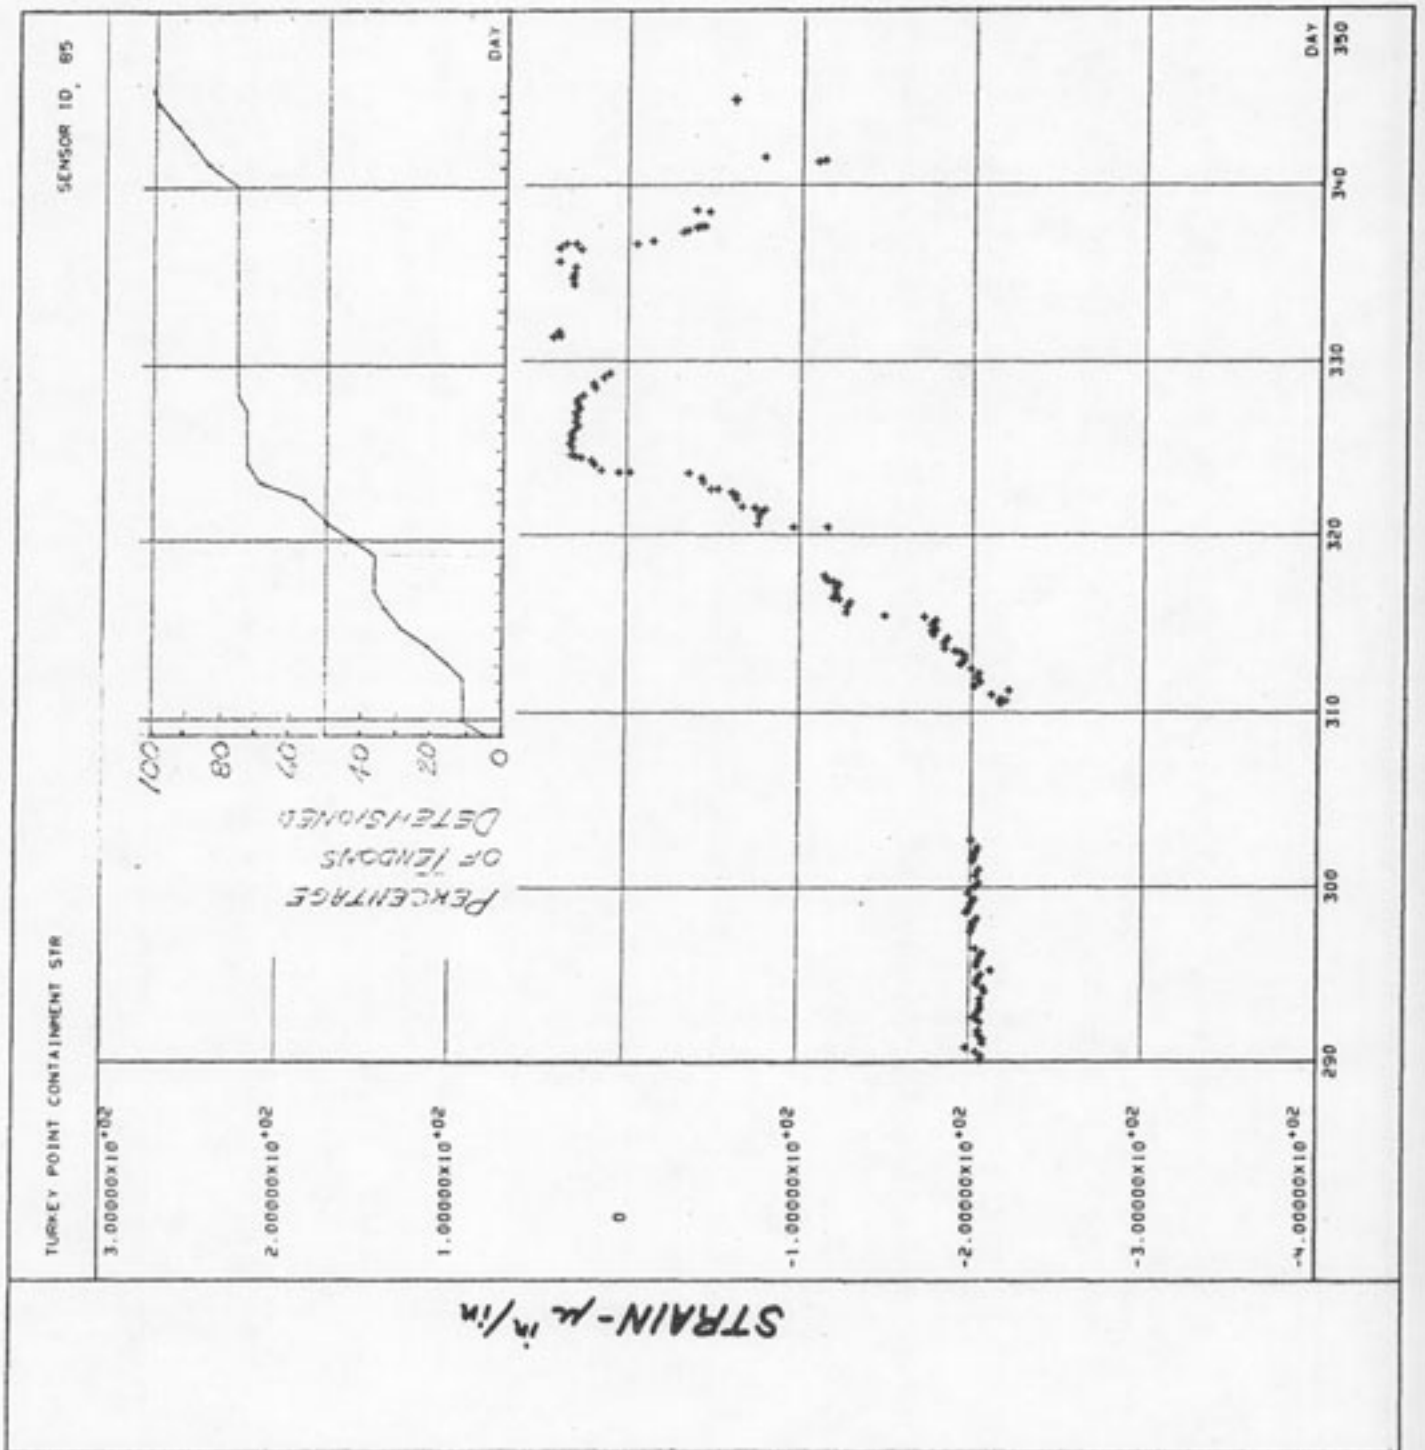 TURKEY POINT CONTAINMENT STR
SENSOR ID, 85
3.00000X10+02
2.00000X10+02
1.00000X10+02
0
-1.00000X10+02
-2.00000X10+02
-3.00000X10+02
-4.00000X10+02
STRAIN-μ in/in
PERCENTAGE
OF TENDONS
DETENSIONED
100
80
60
40
20
0
DAY
290
300
310
320
330
340
350
DAY